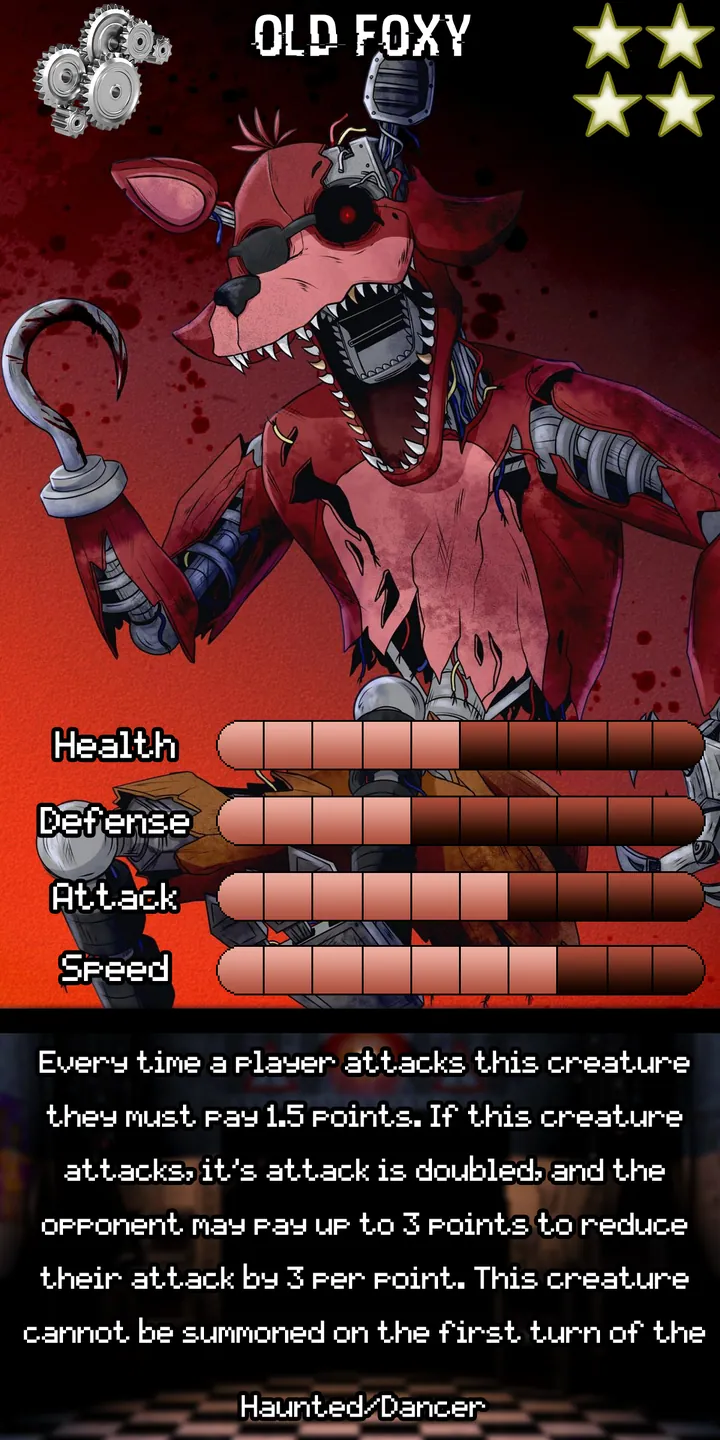 OLD FOXY
Health
Defense
Attack
Speed
Every time a player attacks this creature
they must pay 1.5 points. If this creature
attacks, it's attack is doubled, and the
opponent may pay up to 3 points to reduce
their attack by 3 per point. This creature
cannot be summoned on the first turn of the
Haunted/Dancer